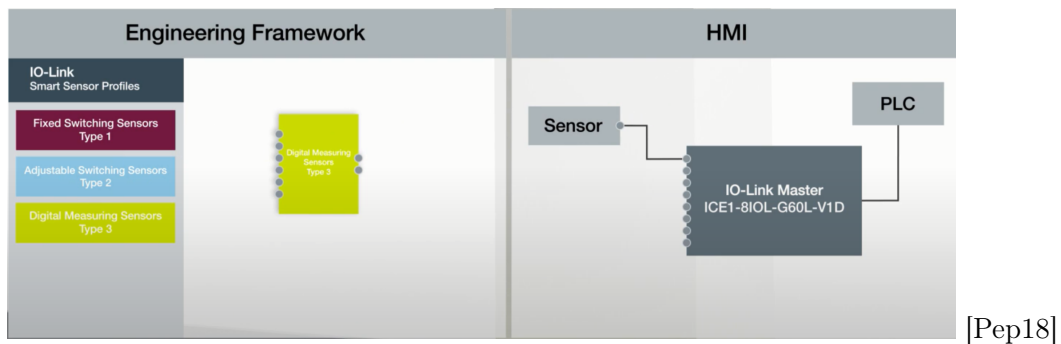 Engineering Framework
HMI
IO-Link
Smart Sensor Profiles
Fixed Switching Sensors
Type 1
Adjustable Switching Sensors
Type 2
Digital Measuring Sensors
Type 3
Digital Measuring
Sensors
Type 3
Sensor
PLC
IO-Link Master
ICE1-8IOL-G60L-V1D
[Pep18]